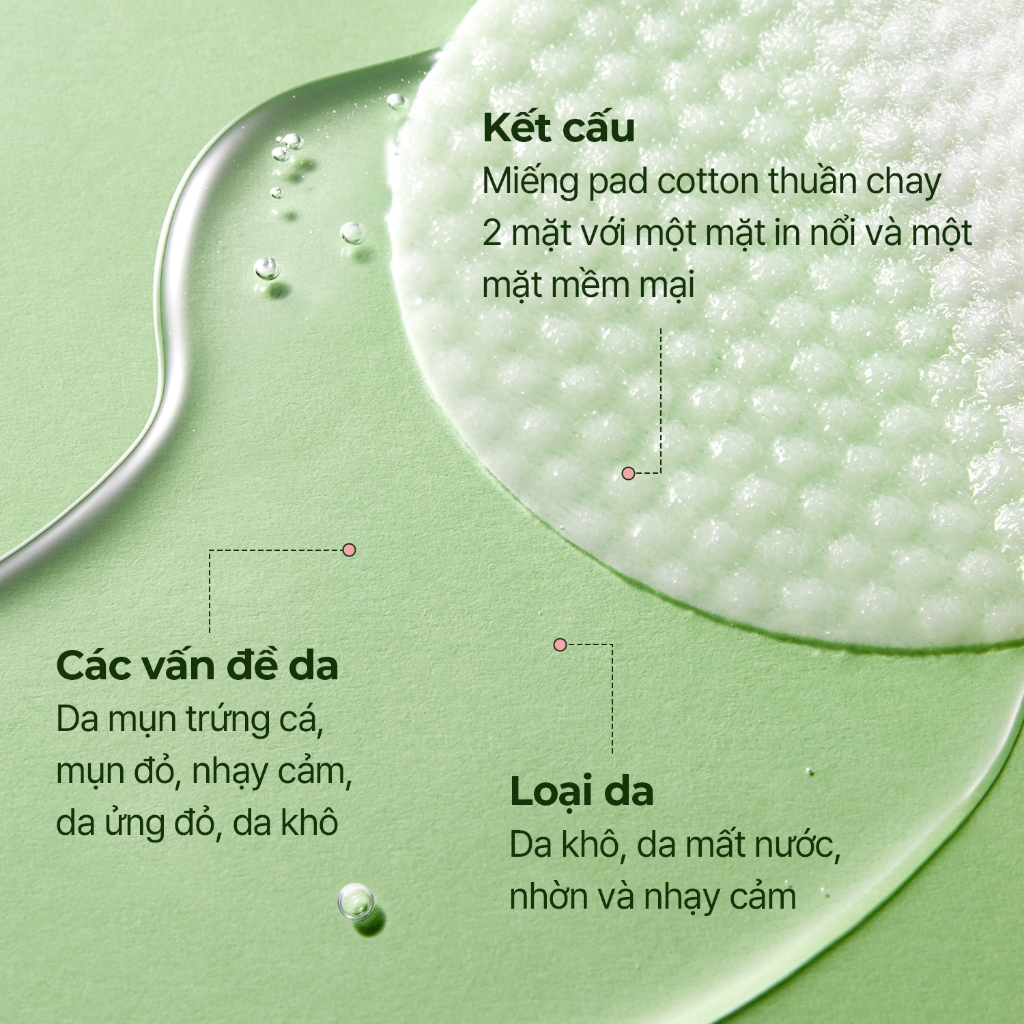 Kết cấu
Miếng pad cotton thuần chay
2 mặt với một mặt in nổi và một
mặt mềm mại
Các vấn đề da
Da mụn trứng cá,
mụn đỏ, nhạy cảm,
da ửng đỏ, da khô
Loại da
Da khô, da mất nước,
nhờn và nhạy cảm